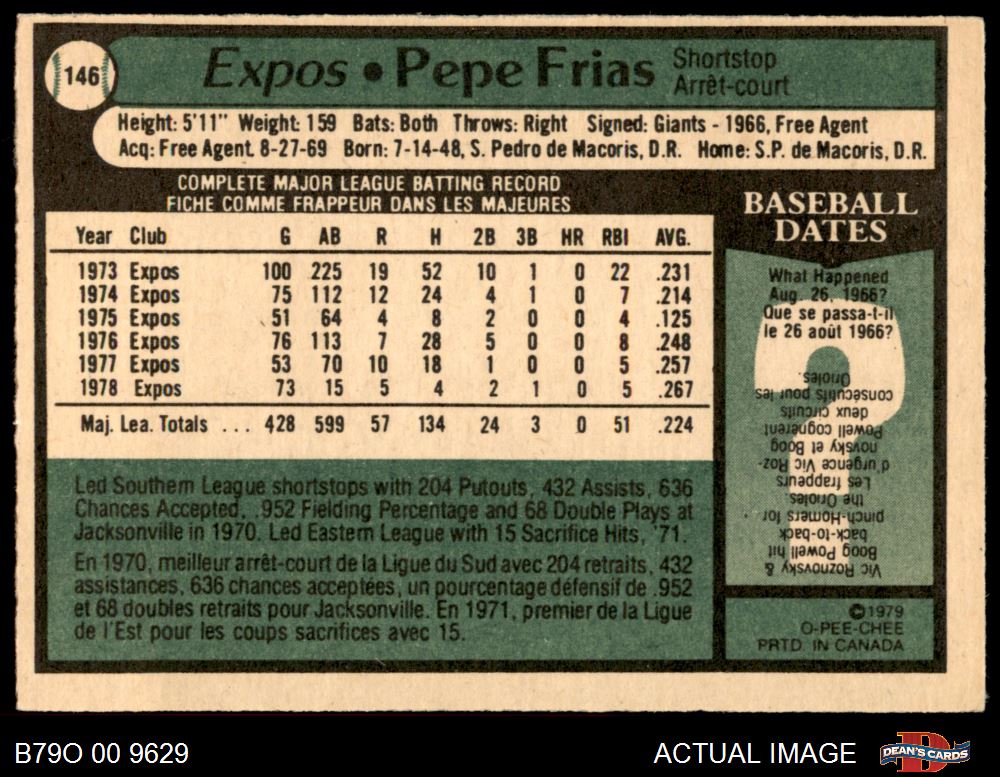 146
Expos • Pepe Frias
Shortstop
Arrêt-court
Height: 5'11" Weight: 159 Bats: Both Throws: Right Signed: Giants - 1966, Free Agent
Acq: Free Agent. 8-27-69 Born: 7-14-48, S. Pedro de Macoris, D.R. Home: S.P. de Macoris, D.R.
COMPLETE MAJOR LEAGUE BATTING RECORD
FICHE COMME FRAPPEUR DANS LES MAJEURES
Year Club G AB R H 2B 3B HR RBI AVG.
1973 Expos 100 225 19 52 10 1 0 22 .231
1974 Expos 75 112 12 24 4 1 0 7 .214
1975 Expos 51 64 4 8 2 0 0 4 .125
1976 Expos 76 113 7 28 5 0 0 8 .248
1977 Expos 53 70 10 18 1 0 0 5 .257
1978 Expos 73 15 5 4 2 1 0 5 .267
Maj. Lea. Totals ... 428 599 57 134 24 3 0 51 .224
Led Southern League shortstops with 204 Putouts, 432 Assists, 636
Chances Accepted, .952 Fielding Percentage and 68 Double Plays at
Jacksonville in 1970. Led Eastern League with 15 Sacrifice Hits, '71.
En 1970, meilleur arrêt-court de la Ligue du Sud avec 204 retraits, 432
assistances, 636 chances acceptées, un pourcentage défensif de .952
et 68 doubles retraits pour Jacksonville. En 1971, premier de la Ligue
de l'Est pour les coups sacrifices avec 15.
BASEBALL
DATES
What Happened
Aug. 26, 1966?
Que se passa-t-il
le 26 août 1966?
Vic Roznovsky &
Boog Powell hit
back-to-back
pinch-Homers for
the Orioles.
Les frappeurs
d'urgence Vic Roz-
novsky et Boog
Powell cognerent
deux circuits
consécutifs pour les
Orioles.
©1979
O-PEE-CHEE
PRTD. IN CANADA
B79O 00 9629
ACTUAL IMAGE
DEAN'S CARDS